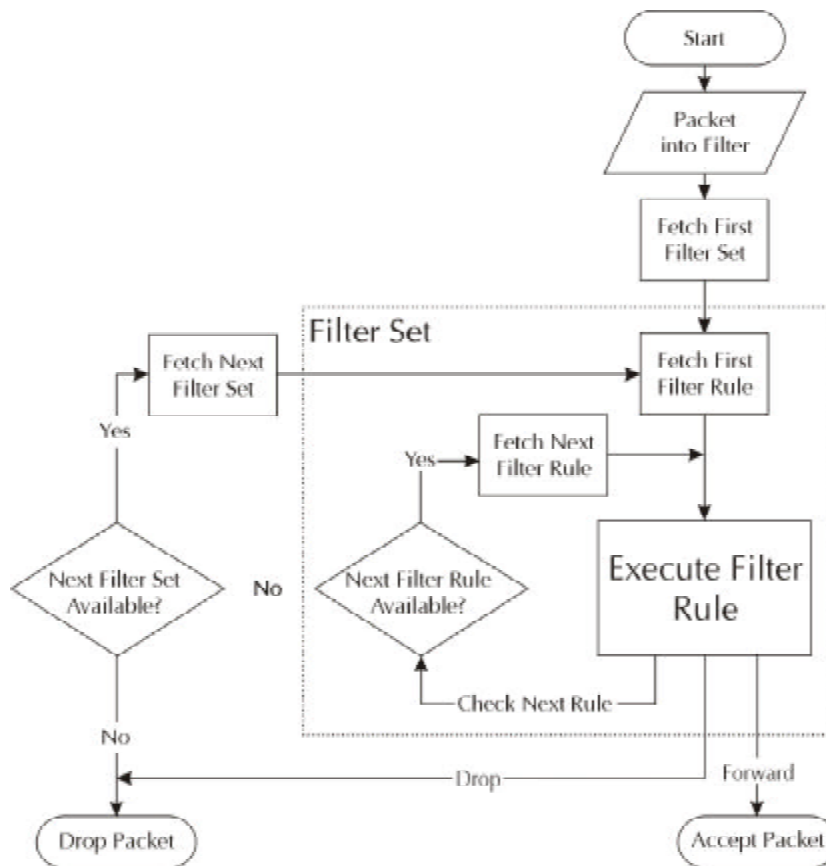 Start
Packet
into Filter
Fetch First
Filter Set
Filter Set
Fetch Next
Filter Set
Fetch First
Filter Rule
Yes
Fetch Next
Filter Rule
Yes
Next Filter Set
Available?
No
Next Filter Rule
Available?
Execute Filter
Rule
Check Next Rule
No
Drop
Forward
Drop Packet
Accept Packet